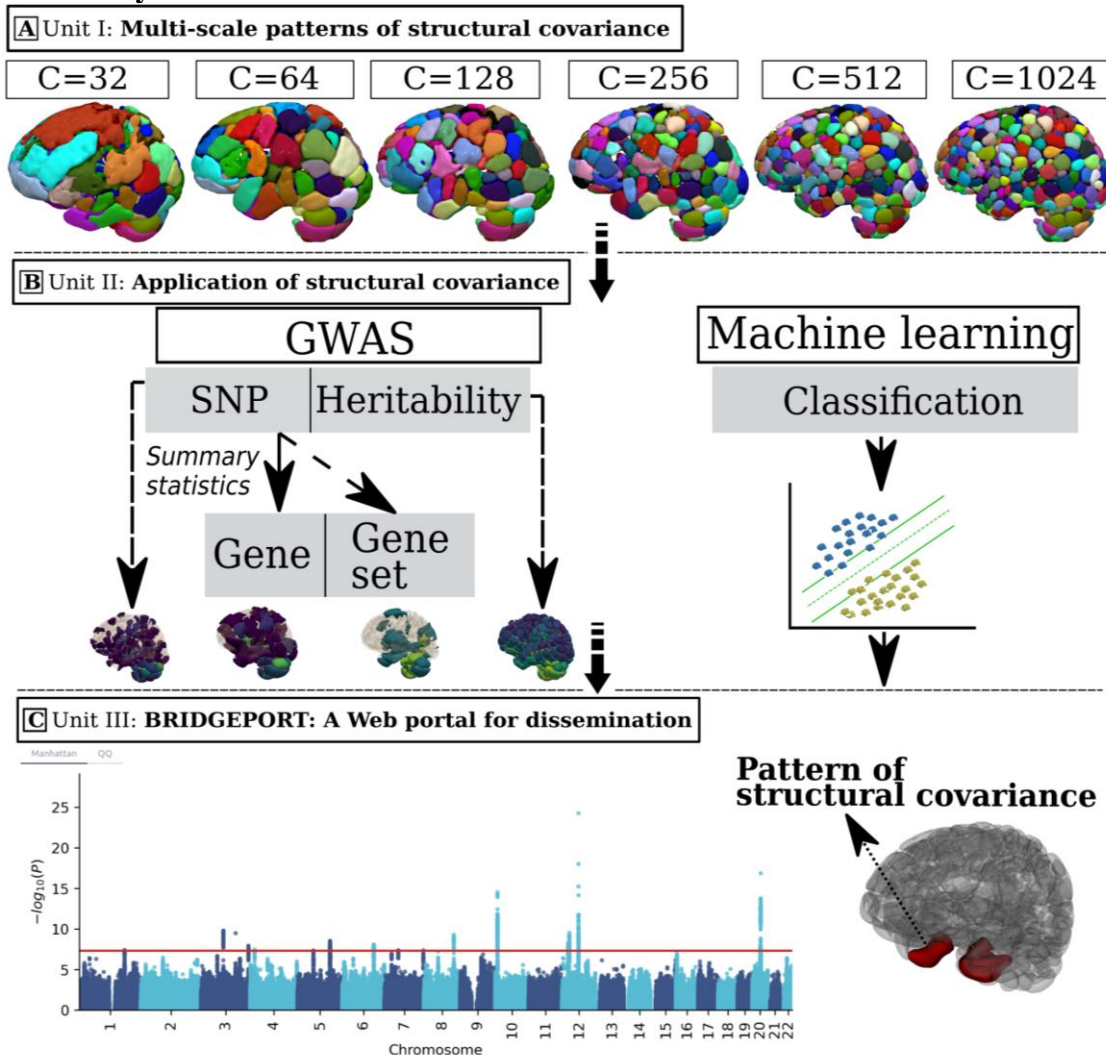 A Unit I: Multi-scale patterns of structural covariance
C=32 C=64 C=128 C=256 C=512 C=1024
B Unit II: Application of structural covariance
GWAS
SNP Heritability
Summary
statistics
Gene Gene
set
Machine learning
Classification
C Unit III: BRIDGEPORT: A Web portal for dissemination
Manhattan QQ
25
20
15
10
5
0
-log10(P)
1 2 3 4 5 6 7 8 9 10 11 12 13 14 15 16 17 18 19 20 21 22
Chromosome
Pattern of
structural covariance